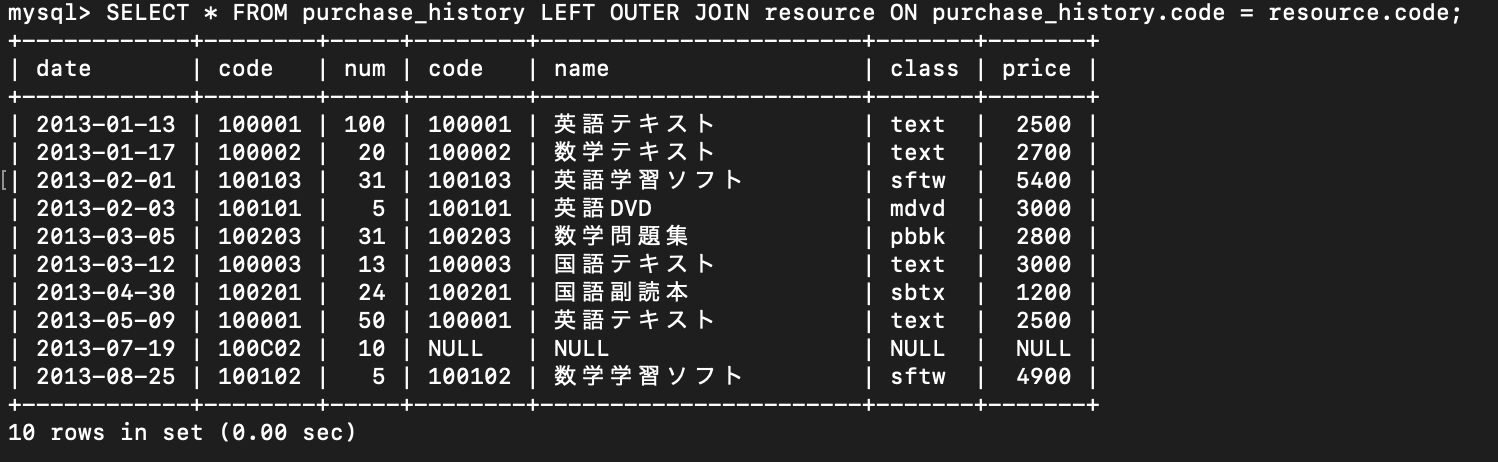 mysql> SELECT * FROM purchase_history LEFT OUTER JOIN resource ON purchase_history.code = resource.code;
+------------+--------+-----+--------+-----------------------+-------+-------+
| date       | code   | num | code   | name                  | class | price |
+------------+--------+-----+--------+-----------------------+-------+-------+
| 2013-01-13 | 100001 | 100 | 100001 | 英語テキスト          | text  |  2500 |
| 2013-01-17 | 100002 |  20 | 100002 | 数学テキスト          | text  |  2700 |
[| 2013-02-01 | 100103 |  31 | 100103 | 英語学習ソフト        | sftw  |  5400 |
| 2013-02-03 | 100101 |   5 | 100101 | 英語DVD               | mdvd  |  3000 |
| 2013-03-05 | 100203 |  31 | 100203 | 数学問題集            | pbbk  |  2800 |
| 2013-03-12 | 100003 |  13 | 100003 | 国語テキスト          | text  |  3000 |
| 2013-04-30 | 100201 |  24 | 100201 | 国語副読本            | sbtx  |  1200 |
| 2013-05-09 | 100001 |  50 | 100001 | 英語テキスト          | text  |  2500 |
| 2013-07-19 | 100C02 |  10 | NULL   | NULL                  | NULL  |  NULL |
| 2013-08-25 | 100102 |   5 | 100102 | 数学学習ソフト        | sftw  |  4900 |
+------------+--------+-----+--------+-----------------------+-------+-------+
10 rows in set (0.00 sec)